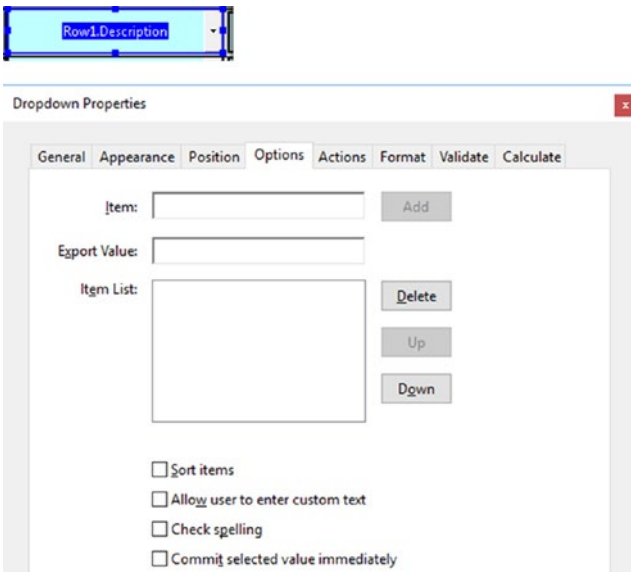 Row1.Description
Dropdown Properties
x
General Appearance Position Options Actions Format Validate Calculate
Item:
Add
Export Value:
Item List:
Delete
Up
Down
Sort items
Allow user to enter custom text
Check spelling
Commit selected value immediately